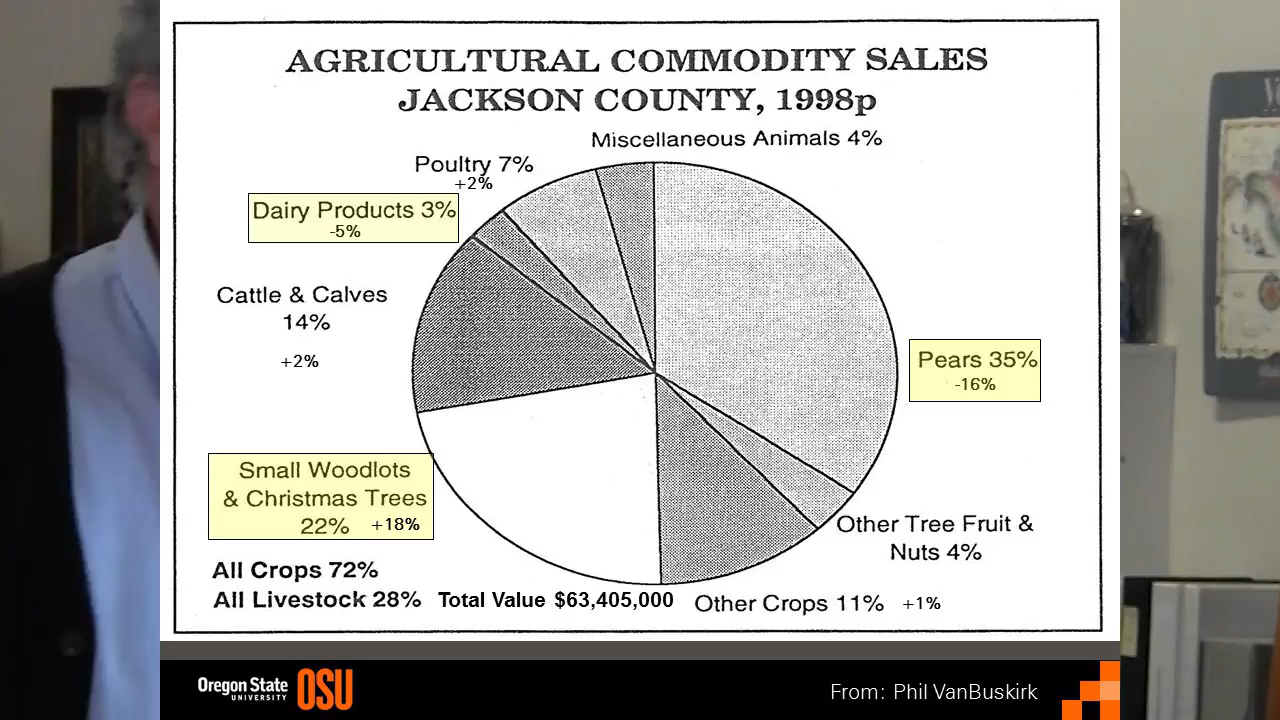 AGRICULTURAL COMMODITY SALES
JACKSON COUNTY, 1998p
Miscellaneous Animals 4%
Poultry 7%
+2%
Dairy Products 3%
-5%
Cattle & Calves
14%
+2%
Pears 35%
-16%
Small Woodlots
& Christmas Trees
22% +18%
Other Tree Fruit &
Nuts 4%
All Crops 72%
All Livestock 28% Total Value $63,405,000 Other Crops 11% +1%
Oregon State
UNIVERSITY
OSU
From: Phil VanBuskirk